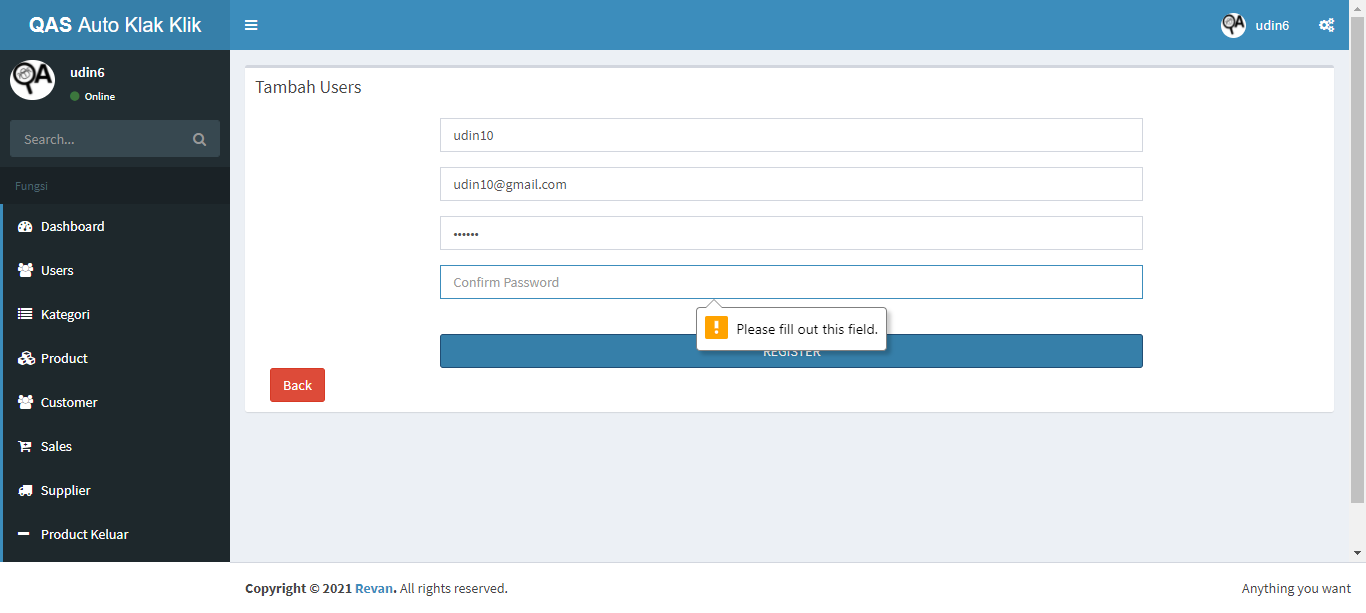 QAS Auto Klak Klik
udin6
udin6
Online
Search...
Fungsi
Dashboard
Users
Kategori
Product
Customer
Sales
Supplier
Product Keluar
Tambah Users
udin10
udin10@gmail.com
••••••
Confirm Password
Please fill out this field.
REGISTER
Back
Copyright © 2021 Revan. All rights reserved.
Anything you want